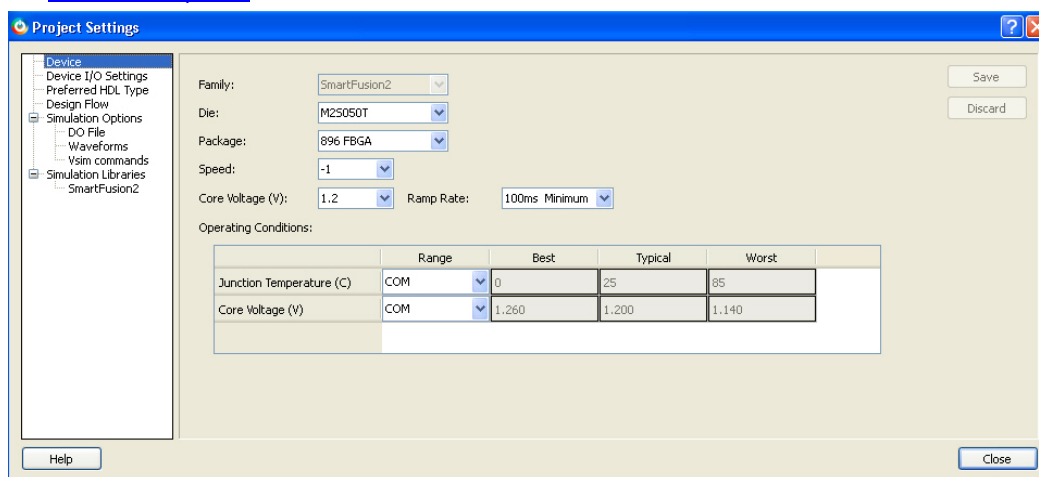 Project Settings
Device
Device I/O Settings
Preferred HDL Type
Design Flow
Simulation Options
DO File
Waveforms
Vsim commands
Simulation Libraries
SmartFusion2
Family: SmartFusion2
Die: M2S050T
Package: 896 FBGA
Speed: -1
Core Voltage (V): 1.2 Ramp Rate: 100ms Minimum
Operating Conditions:
Range Best Typical Worst
Junction Temperature (C) COM 0 25 85
Core Voltage (V) COM 1.260 1.200 1.140
Save
Discard
Help
Close